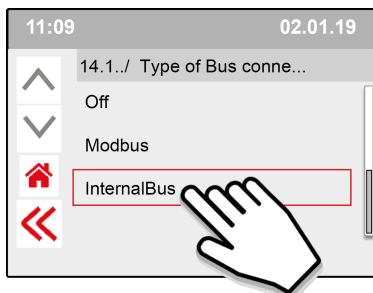 11:09 02.01.19
14.1../ Type of Bus conne...
Off
Modbus
InternalBus